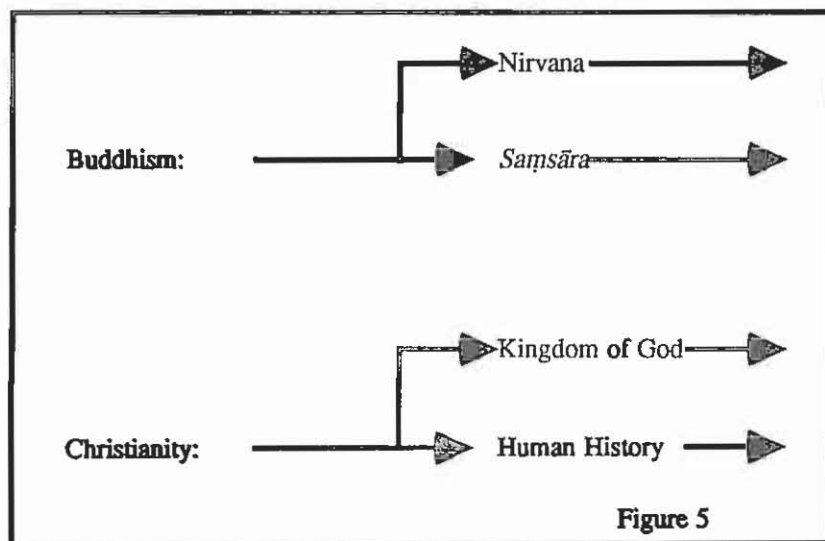 Nirvana
Buddhism: Saṃsāra
Kingdom of God
Christianity: Human History
Figure 5